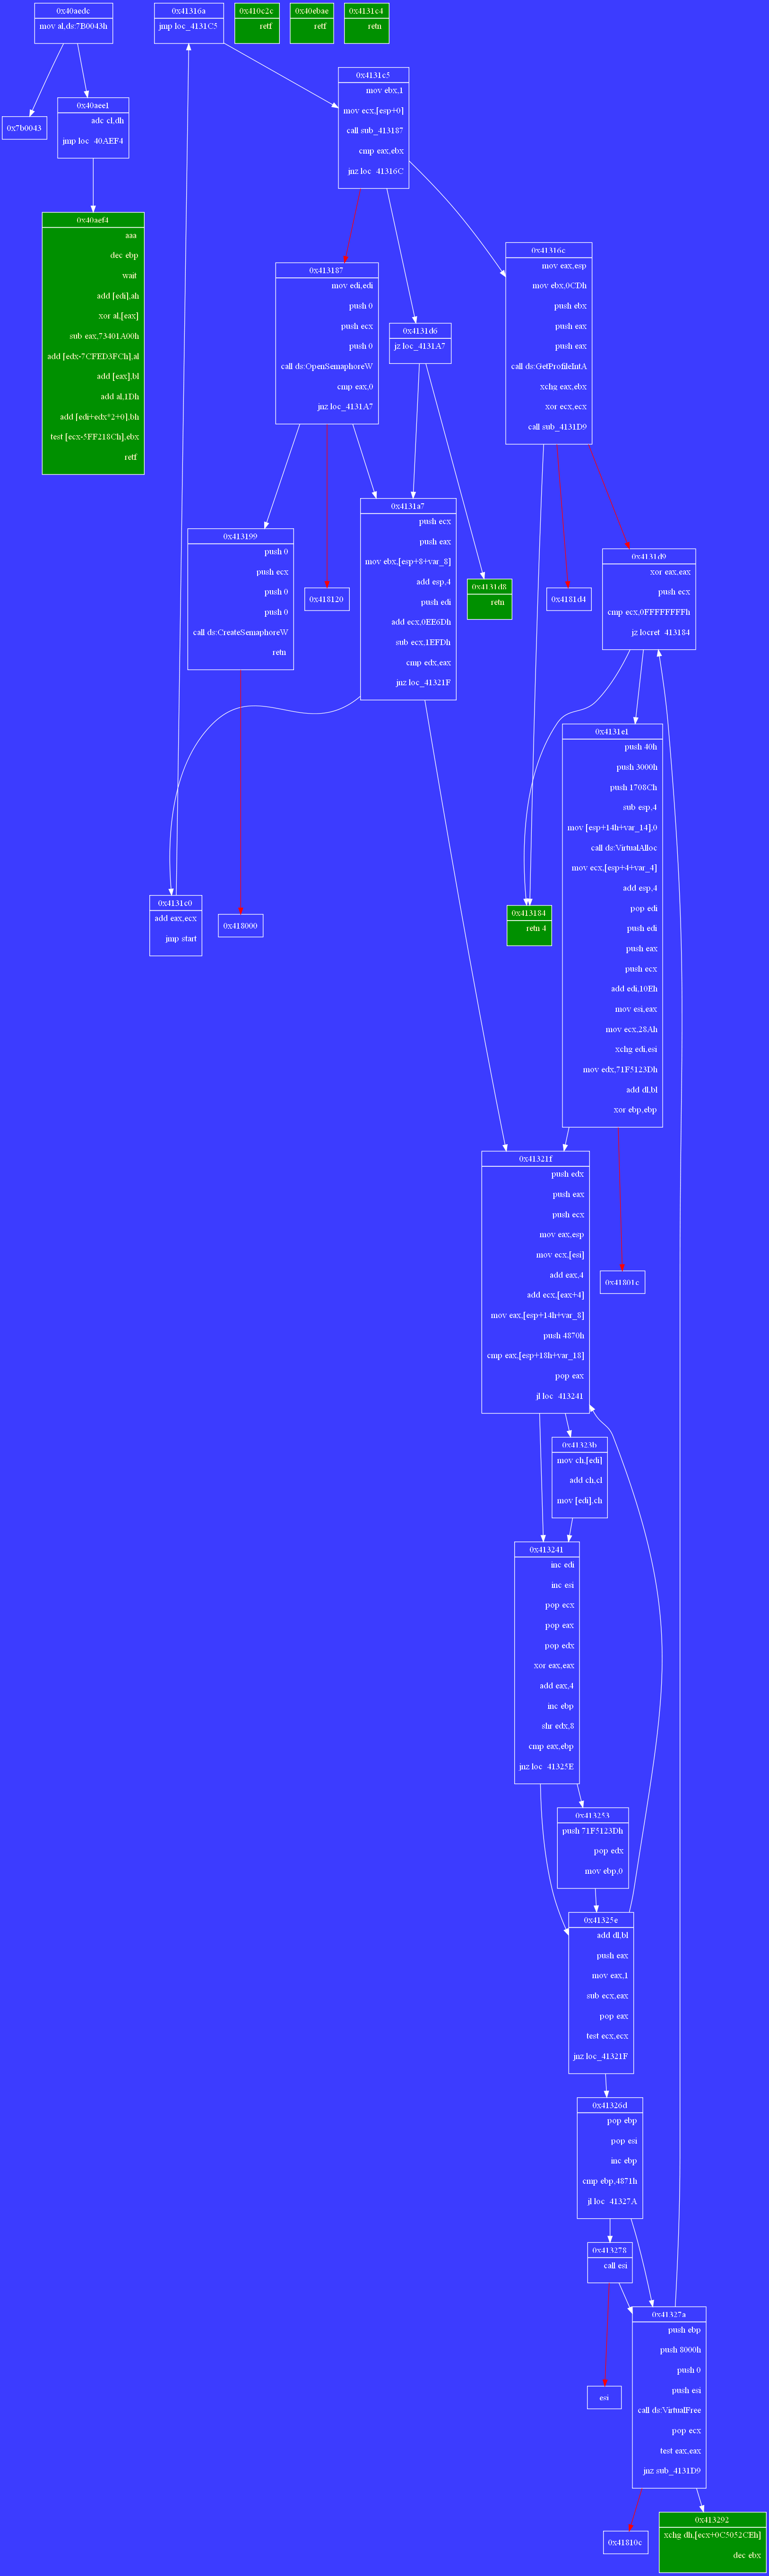 0x40aedc
mov al,ds:7B0043h
0x7b0043
0x40aee1
adc cl,dh
jmp loc_40AEF4
0x40aef4
aaa
dec ebp
wait
add [edi],ah
xor al,[eax]
sub eax,73401A00h
add [edx-7CFED3FCh],al
add [eax],bl
add al,1Dh
add [edi+edx*2+0],bh
test [ecx-5FF218Ch],ebx
retf
0x41316a
jmp loc_4131C5
0x410c2c
retf
0x40ebae
retf
0x4131c4
retn
0x4131c5
mov ebx,1
mov ecx,[esp+0]
call sub_413187
cmp eax,ebx
jnz loc_41316C
0x413187
mov edi,edi
push 0
push ecx
push 0
call ds:OpenSemaphoreW
cmp eax,0
jnz loc_4131A7
0x4131d6
jz loc_4131A7
0x41316c
mov eax,esp
mov ebx,0CDh
push ebx
push eax
push eax
call ds:GetProfileIntA
xchg eax,ebx
xor ecx,ecx
call sub_4131D9
0x413199
push 0
push ecx
push 0
push 0
call ds:CreateSemaphoreW
retn
0x418120
0x4131a7
push ecx
push eax
mov ebx,[esp+8+var_8]
add esp,4
push edi
add ecx,0EE6Dh
sub ecx,1EFDh
cmp edx,eax
jnz loc_41321F
0x4131d8
retn
0x4181d4
0x4131d9
xor eax,eax
push ecx
cmp ecx,0FFFFFFFFh
jz locret_413184
0x4131c0
add eax,ecx
jmp start
0x418000
0x413184
retn 4
0x4131e1
push 40h
push 3000h
push 1708Ch
sub esp,4
mov [esp+14h+var_14],0
call ds:VirtualAlloc
mov ecx,[esp+4+var_4]
add esp,4
pop edi
push edi
push eax
push ecx
add edi,10Eh
mov esi,eax
mov ecx,28Ah
xchg edi,esi
mov edx,71F5123Dh
add dl,bl
xor ebp,ebp
0x41321f
push edx
push eax
push ecx
mov eax,esp
mov ecx,[esi]
add eax,4
add ecx,[eax+4]
mov eax,[esp+14h+var_8]
push 4870h
cmp eax,[esp+18h+var_18]
pop eax
jl loc_413241
0x41801c
0x41323b
mov ch,[edi]
add ch,cl
mov [edi],ch
0x413241
inc edi
inc esi
pop ecx
pop eax
pop edx
xor eax,eax
add eax,4
inc ebp
shr edx,8
cmp eax,ebp
jnz loc_41325E
0x413253
push 71F5123Dh
pop edx
mov ebp,0
0x41325e
add dl,bl
push eax
mov eax,1
sub ecx,eax
pop eax
test ecx,ecx
jnz loc_41321F
0x41326d
pop ebp
pop esi
inc ebp
cmp ebp,4871h
jl loc_41327A
0x413278
call esi
esi
0x41327a
push ebp
push 8000h
push 0
push esi
call ds:VirtualFree
pop ecx
test eax,eax
jnz sub_4131D9
0x41810c
0x413292
xchg dh,[ecx+0C5052CEh]
dec ebx